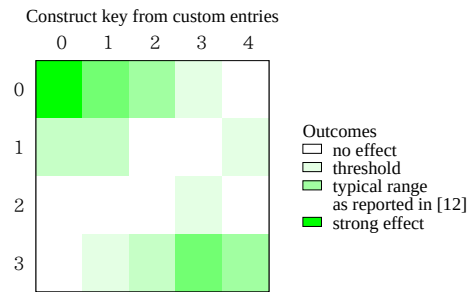 Construct key from custom entries
0 1 2 3 4
0
1
2
3
Outcomes
no effect
threshold
typical range
as reported in [12]
strong effect